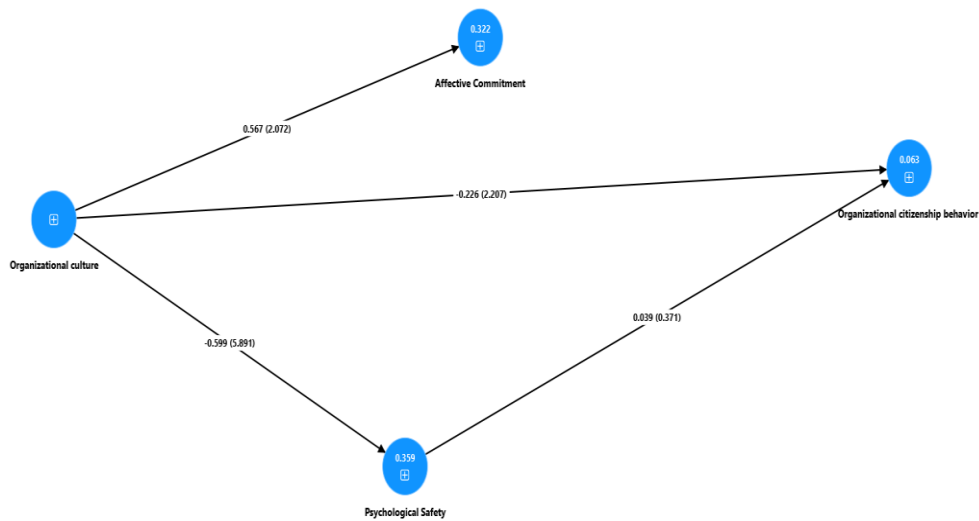 0.322
Affective Commitment
0.567 (2.072)
0.063
-0.226 (2.207)
Organizational citizenship behavior
Organizational culture
0.039 (0.371)
-0.599 (5.891)
0.359
Psychological Safety